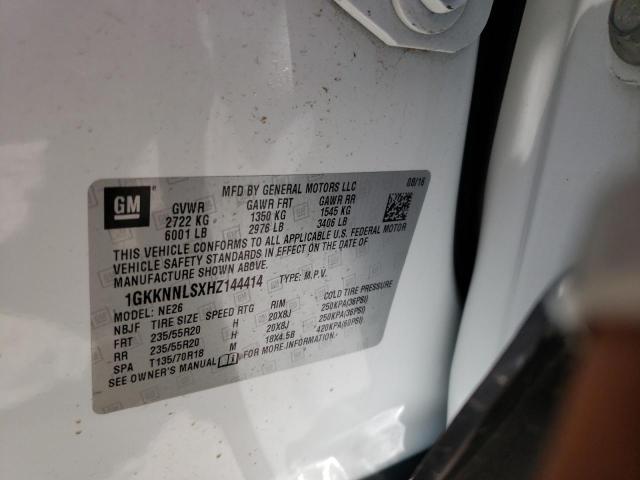 GM
MFD BY GENERAL MOTORS LLC 08/16
GVWR GAWR FRT GAWR RR
2722 KG 1350 KG 1545 KG
6001 LB 2976 LB 3406 LB
THIS VEHICLE CONFORMS TO ALL APPLICABLE U.S. FEDERAL MOTOR
VEHICLE SAFETY STANDARDS IN EFFECT ON THE DATE OF
MANUFACTURE SHOWN ABOVE.
1GKKNNLSXHZ144414 TYPE: M.P.V.
MODEL: NE26
NBJF TIRE SIZE SPEED RTG RIM COLD TIRE PRESSURE
FRT 235/55R20 H 20X8J 250KPA(36PSI)
RR 235/55R20 H 20X8J 250KPA(36PSI)
SPA T135/70R18 M 18X4.5B 420KPA(60PSI)
SEE OWNER'S MANUAL FOR MORE INFORMATION.